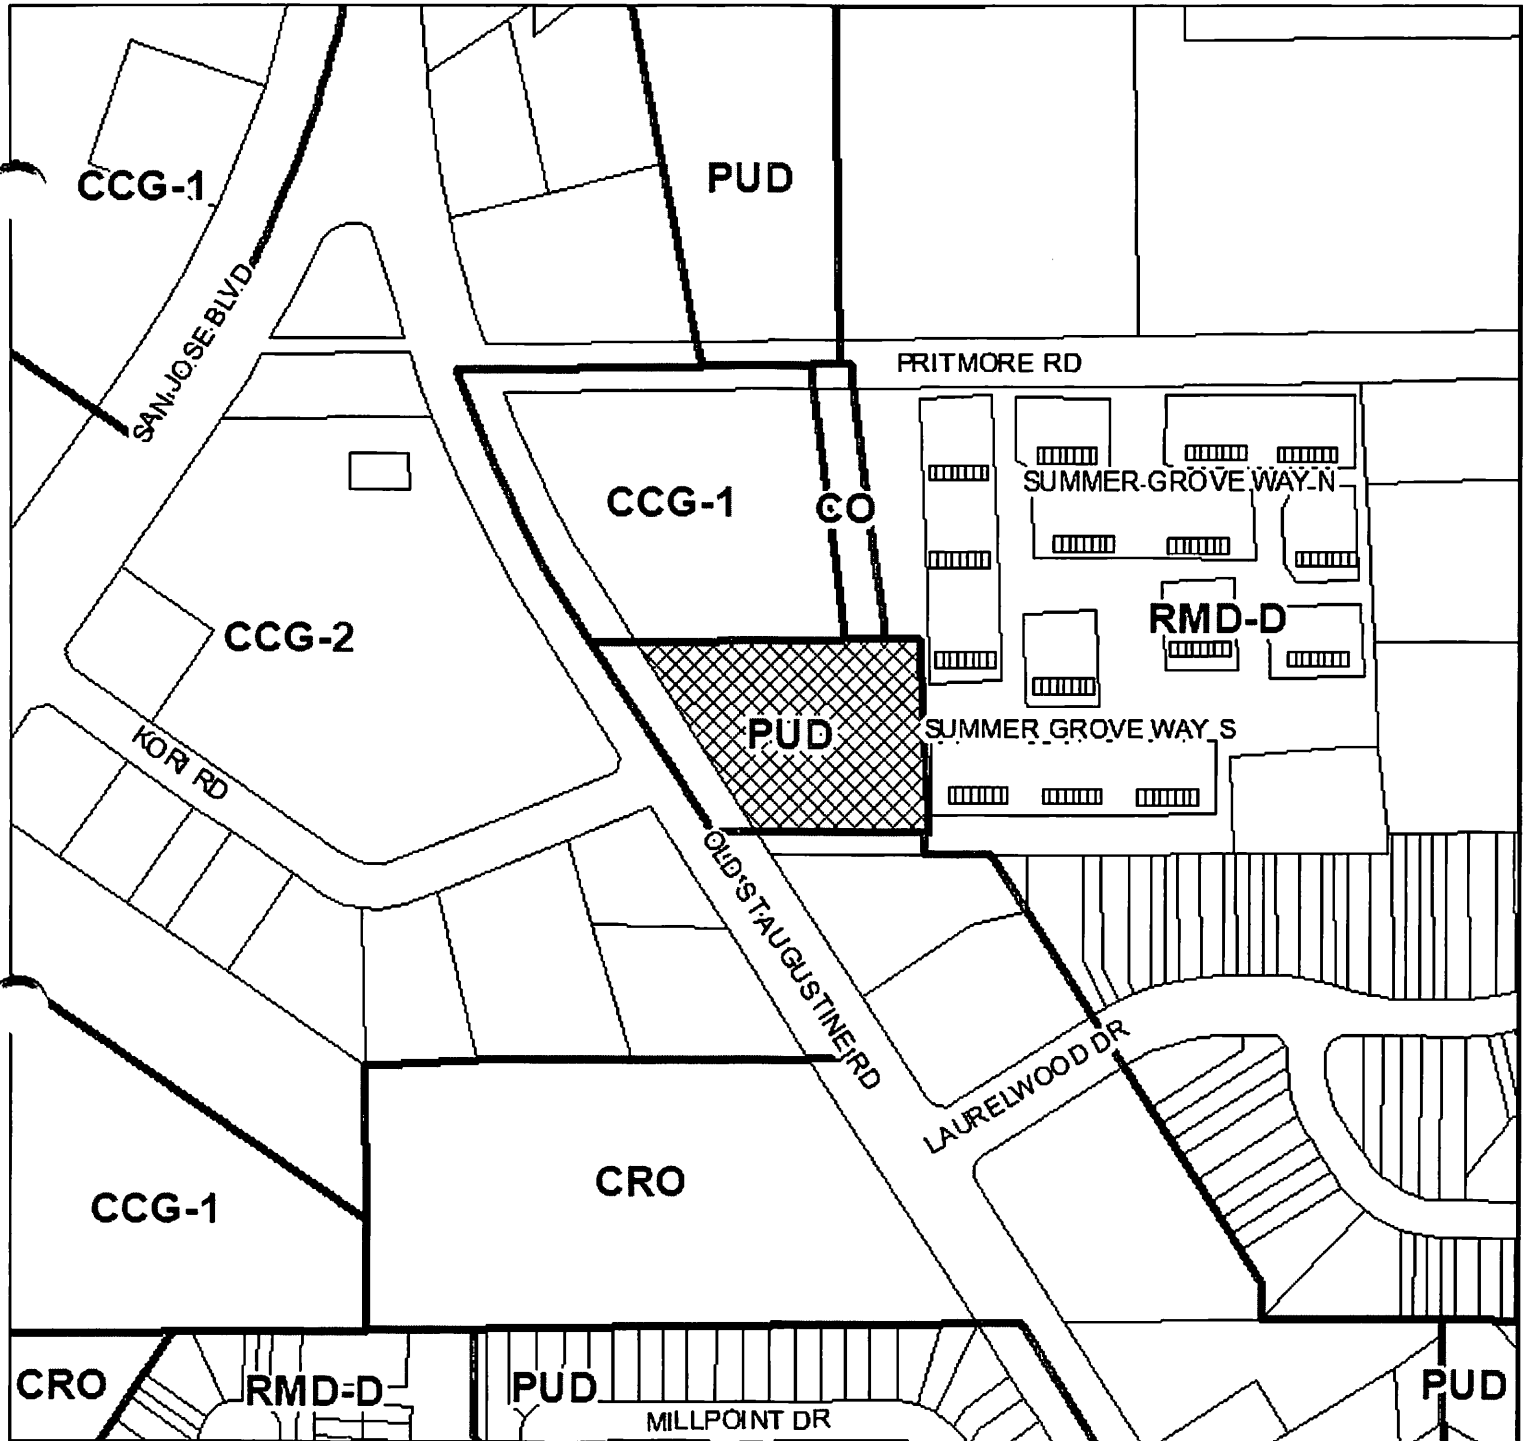 PUD
CCG-1
SAN JOSE BLVD
PRITMORE RD
SUMMER GROVE WAY N
CCG-1
CO
RMD-D
CCG-2
PUD
SUMMER GROVE WAY S
KORI RD
OLD ST AUGUSTINE RD
LAURELWOOD DR
CRO
CCG-1
CRO
RMD-D
PUD
PUD
MILLPOINT DR